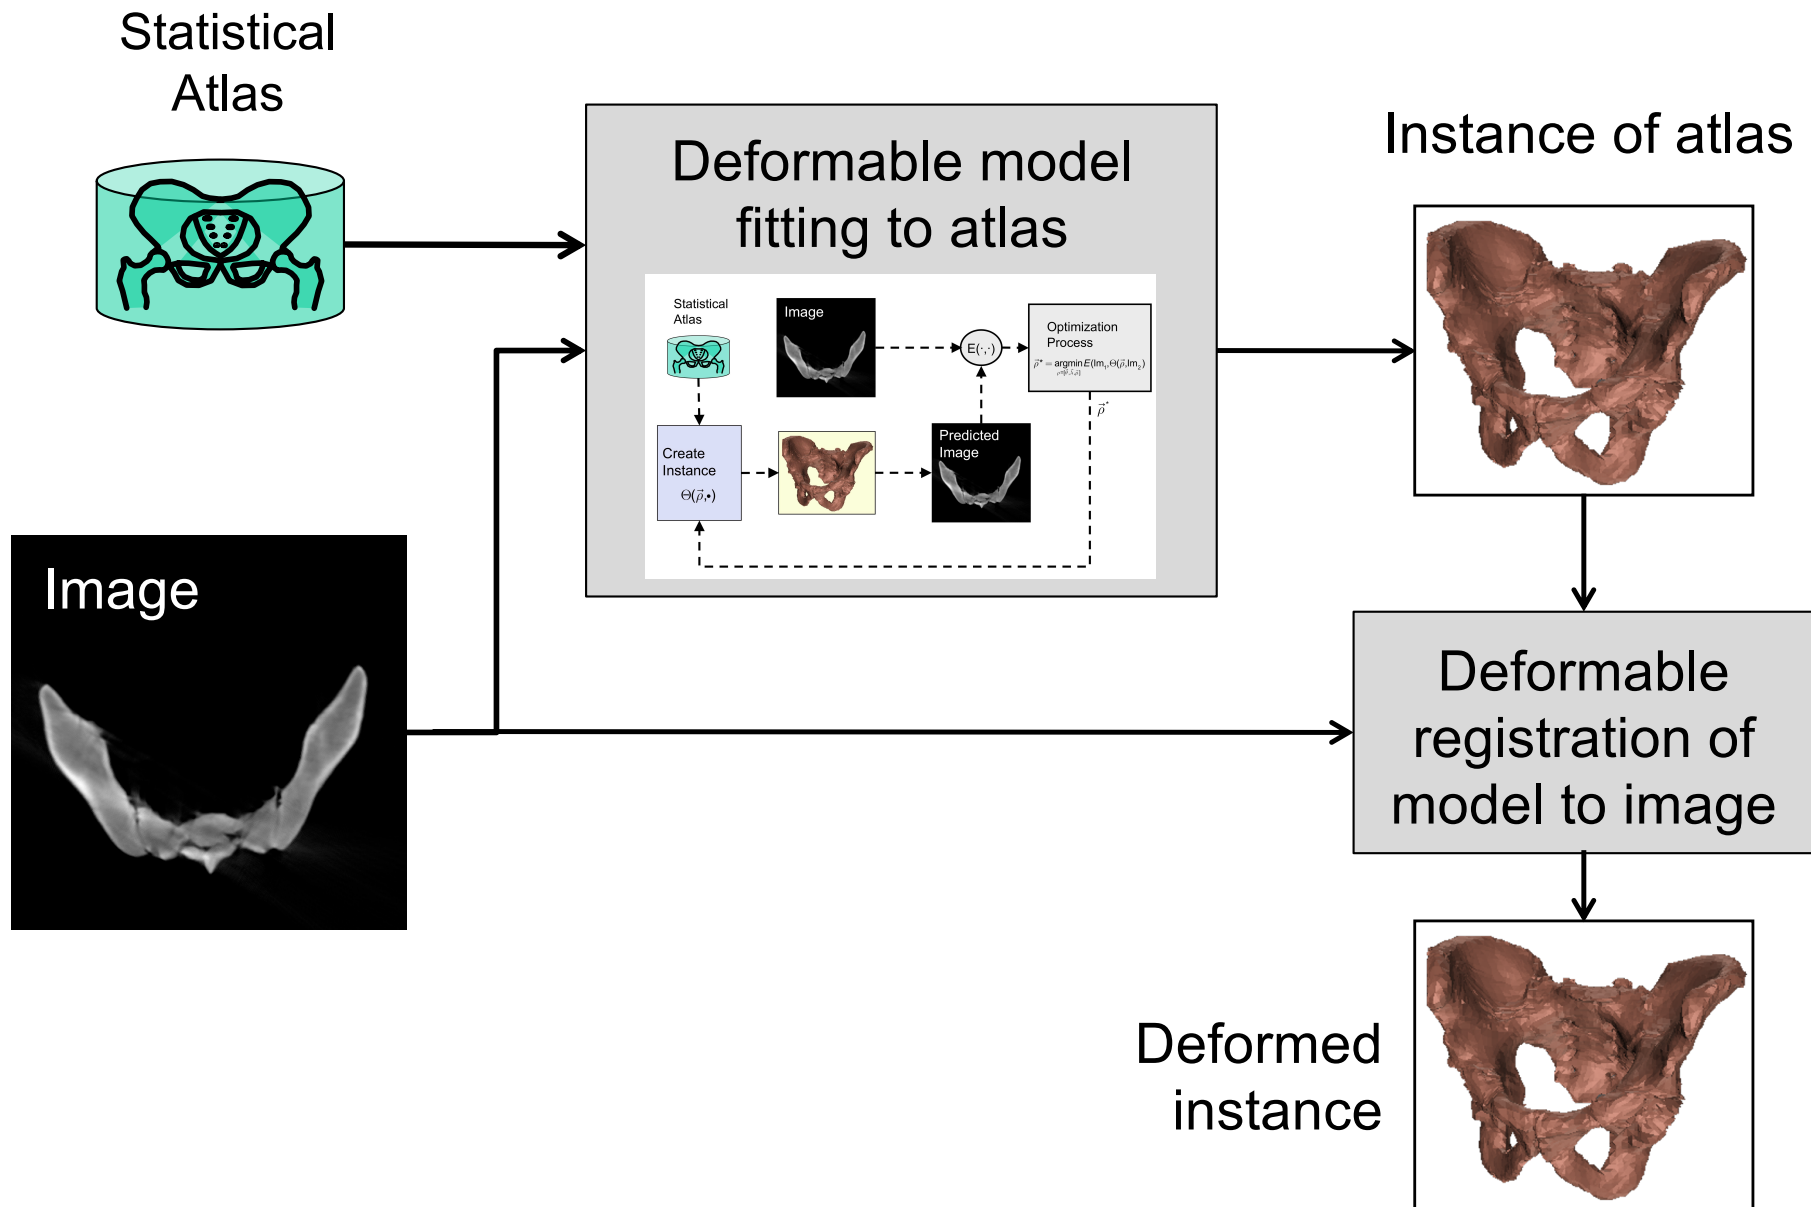 Statistical
Atlas
Deformable model
fitting to atlas
Statistical
Atlas
Image
E(·,·)
Optimization
Process
Create
Instance
Θ(ρ⃗,•)
Predicted
Image
ρ⃗*
Instance of atlas
Image
Deformable
registration of
model to image
Deformed
instance